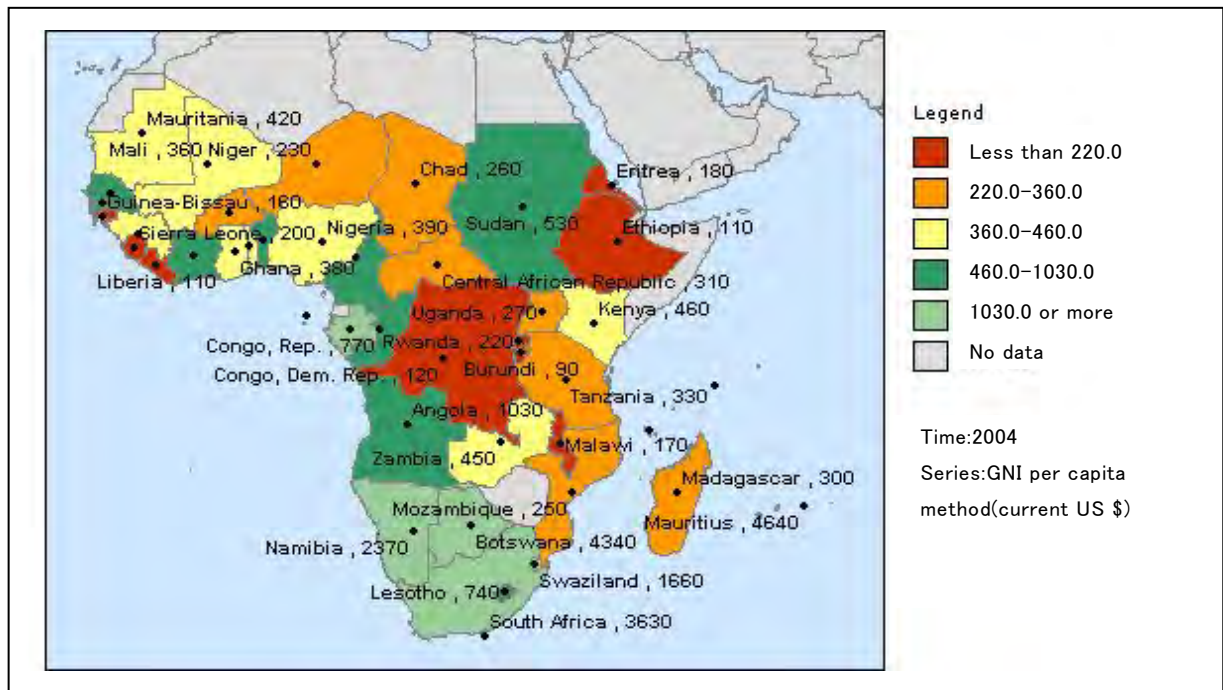 Mauritania , 420
Mali , 360
Niger , 230
Chad , 260
Eritrea , 180
Guinea-Bissau , 160
Sierra Leone , 200
Nigeria , 390
Sudan , 530
Ethiopia , 110
Liberia , 110
Ghana , 380
Central African Republic , 310
Uganda , 270
Kenya , 460
Congo, Rep. , 770
Rwanda , 220
Congo, Dem. Rep. , 120
Burundi , 90
Tanzania , 330
Angola , 1030
Zambia , 450
Malawi , 170
Madagascar , 300
Mozambique , 250
Mauritius , 4640
Namibia , 2370
Botswana , 4340
Swaziland , 1660
Lesotho , 740
South Africa , 3630
Legend
Less than 220.0
220.0-360.0
360.0-460.0
460.0-1030.0
1030.0 or more
No data
Time:2004
Series:GNI per capita
method(current US $)